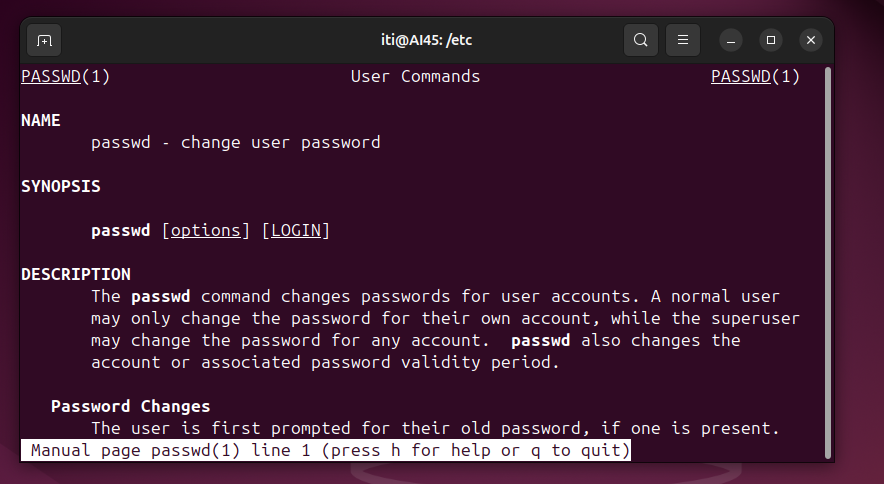 iti@AI45: /etc
PASSWD(1) User Commands PASSWD(1)
NAME
passwd - change user password
SYNOPSIS
passwd [options] [LOGIN]
DESCRIPTION
The passwd command changes passwords for user accounts. A normal user
may only change the password for their own account, while the superuser
may change the password for any account. passwd also changes the
account or associated password validity period.
Password Changes
The user is first prompted for their old password, if one is present.
Manual page passwd(1) line 1 (press h for help or q to quit)